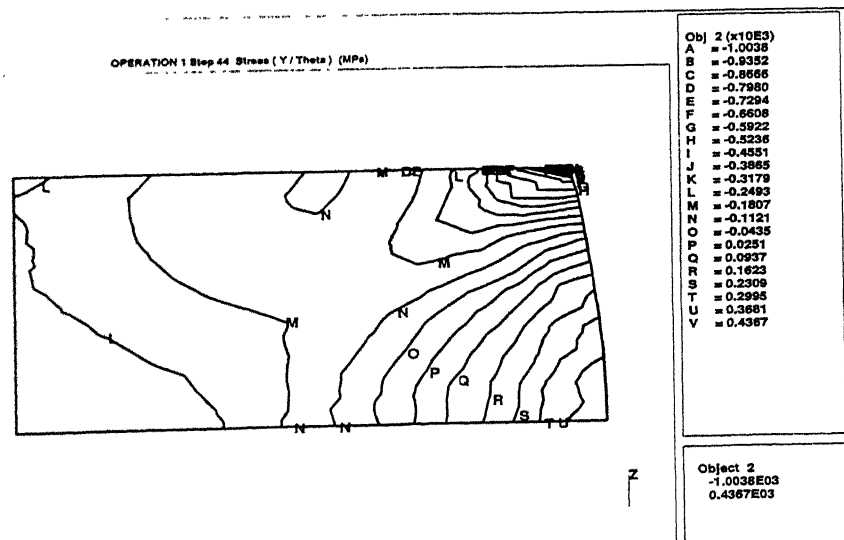 OPERATION 1 Step 44 Stress ( Y / Theta ) (MPs)
Obj 2 (x10E3)
A = -1.0038
B = -0.9352
C = -0.8666
D = -0.7980
E = -0.7294
F = -0.6608
G = -0.5922
H = -0.5236
I = -0.4551
J = -0.3865
K = -0.3179
L = -0.2493
M = -0.1807
N = -0.1121
O = -0.0435
P = 0.0251
Q = 0.0937
R = 0.1623
S = 0.2309
T = 0.2995
U = 0.3681
V = 0.4367
M DE L
L
H
N
M
N
M
L
O
P
Q
R
S
N N T U
Z
Object 2
-1.0038E03
0.4367E03